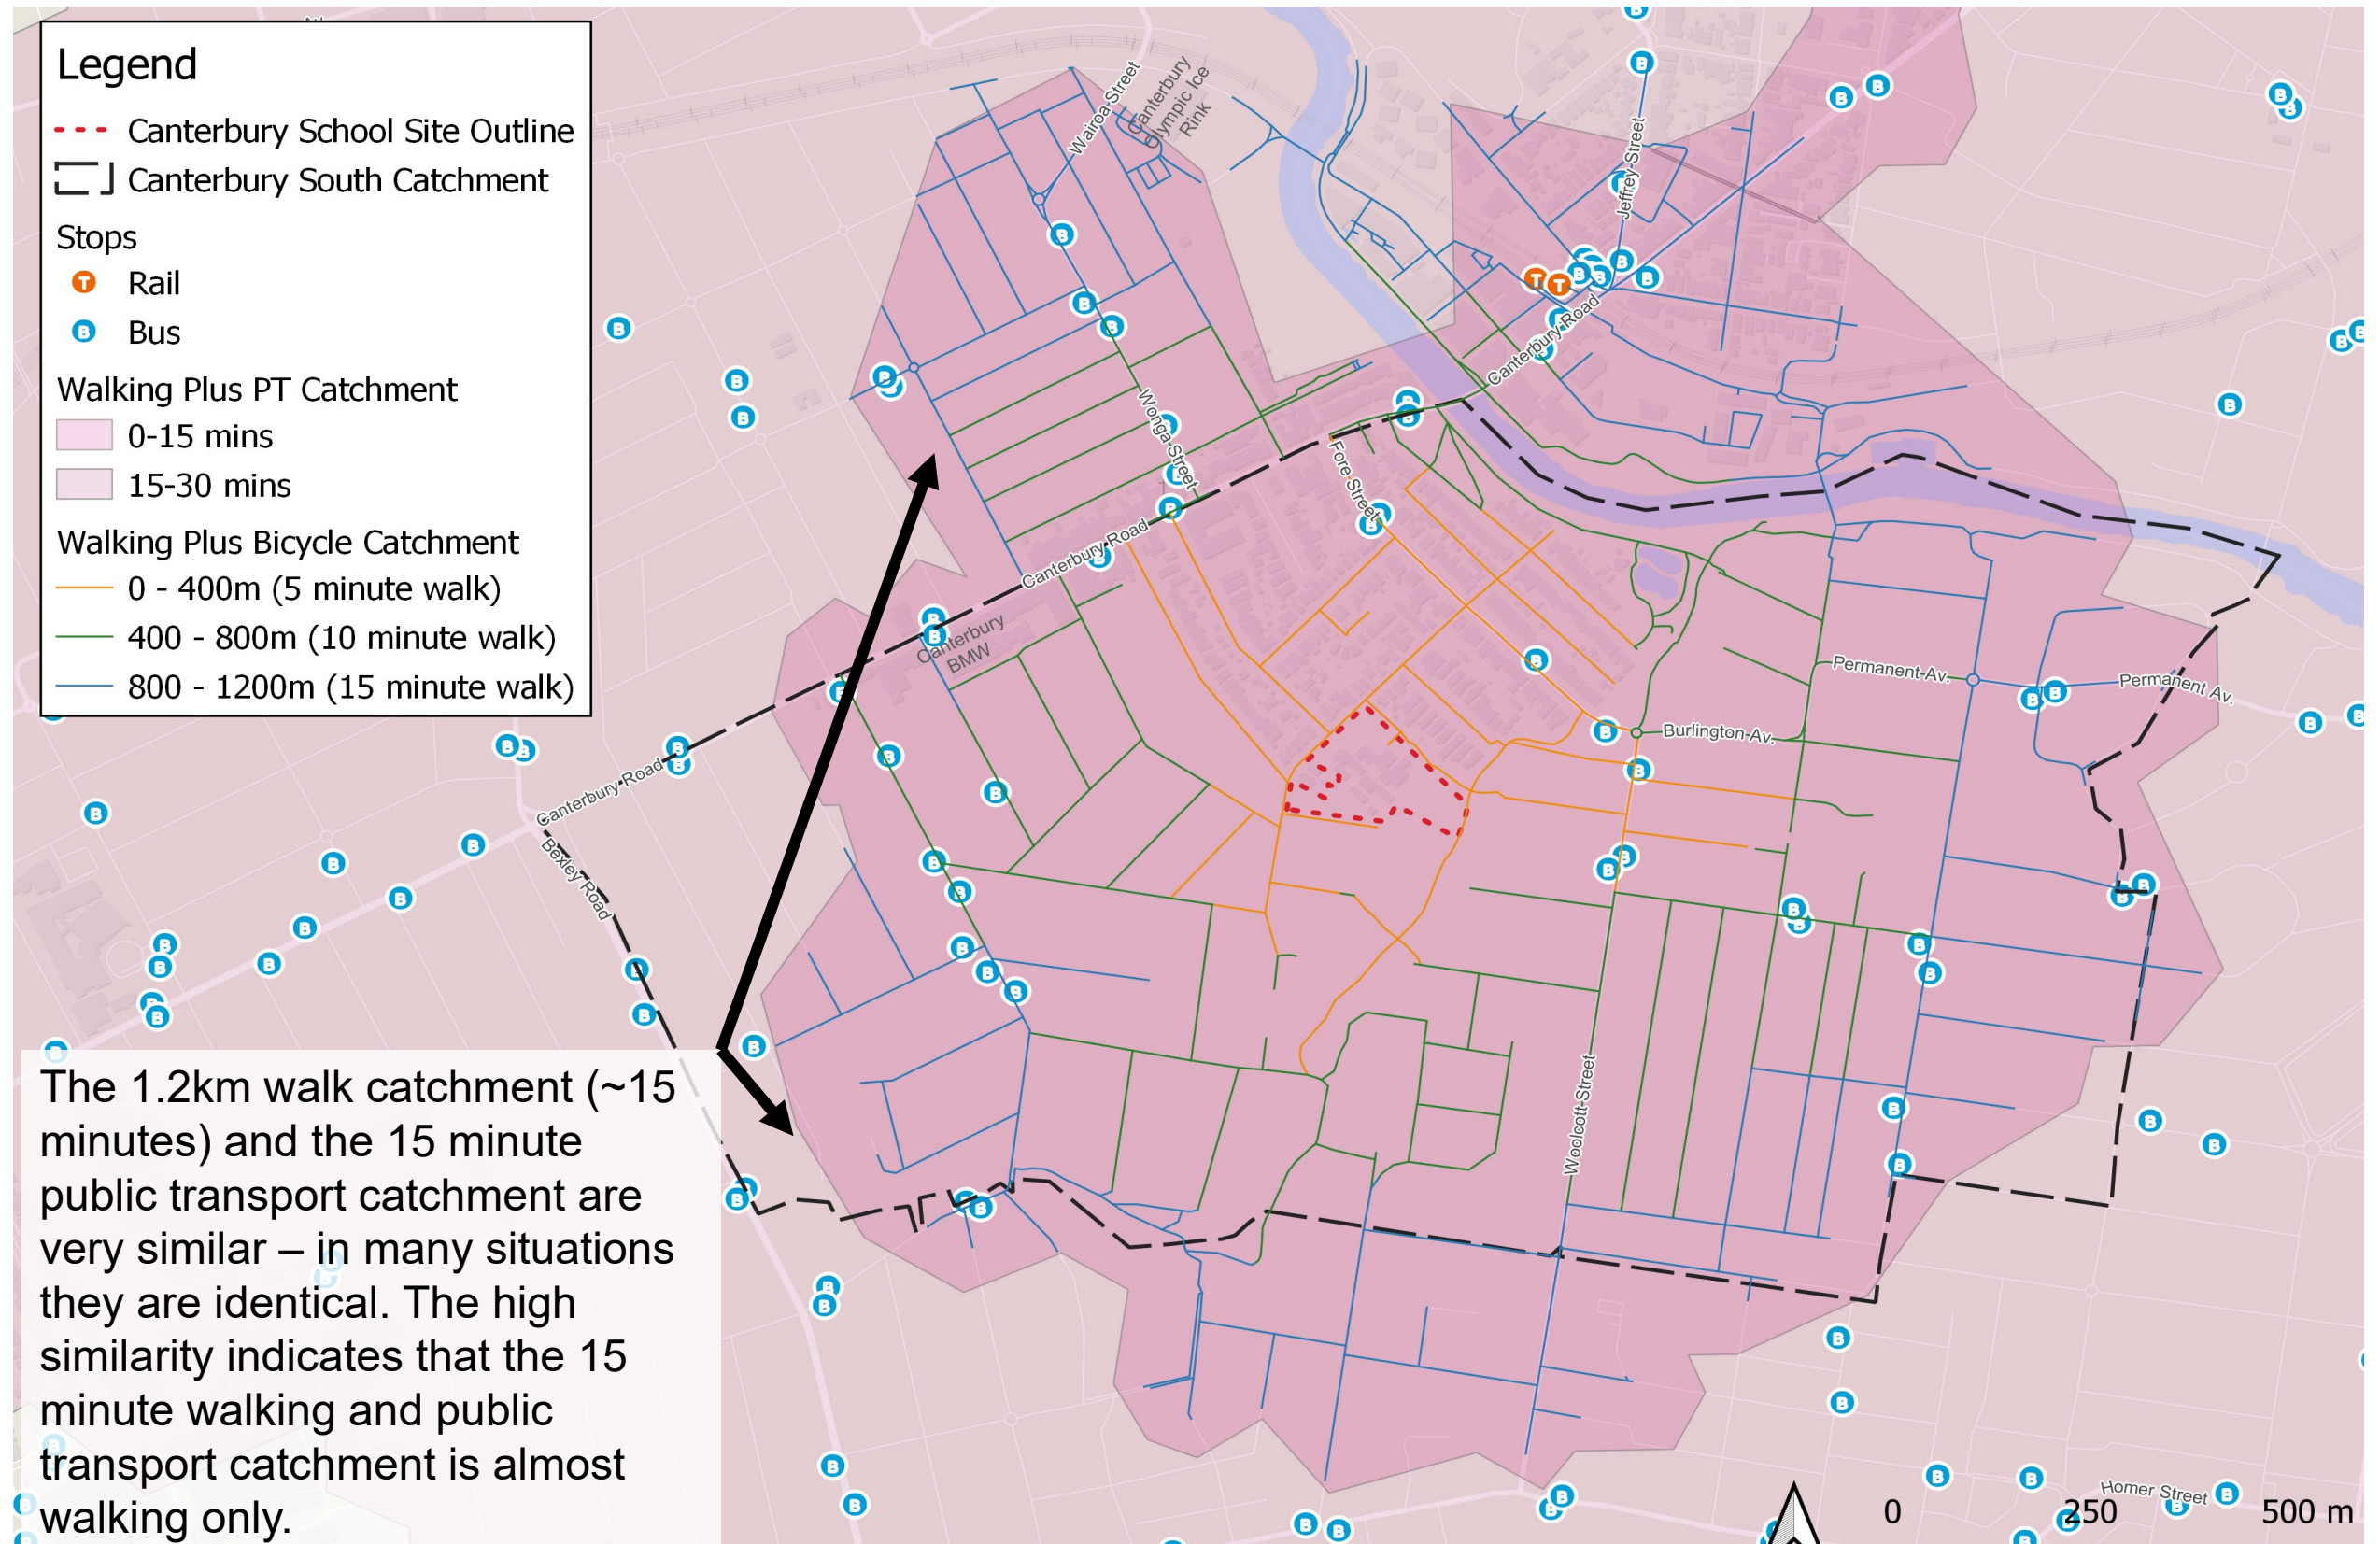 Legend
Canterbury School Site Outline
Canterbury South Catchment
Stops
T Rail
B Bus
Walking Plus PT Catchment
0-15 mins
15-30 mins
Walking Plus Bicycle Catchment
0 - 400m (5 minute walk)
400 - 800m (10 minute walk)
800 - 1200m (15 minute walk)
Wairoa Street
Canterbury
Olympic Ice
Rink
Jeffrey Street
Canterbury Road
Wonga Street
Fore Street
Canterbury Road
Canterbury
BMW
Permanent Av.
Permanent Av.
Burlington Av.
Canterbury Road
Bexley Road
Woolcott Street
The 1.2km walk catchment (~15
minutes) and the 15 minute
public transport catchment are
very similar – in many situations
they are identical. The high
similarity indicates that the 15
minute walking and public
transport catchment is almost
walking only.
Homer Street
0 250 500 m